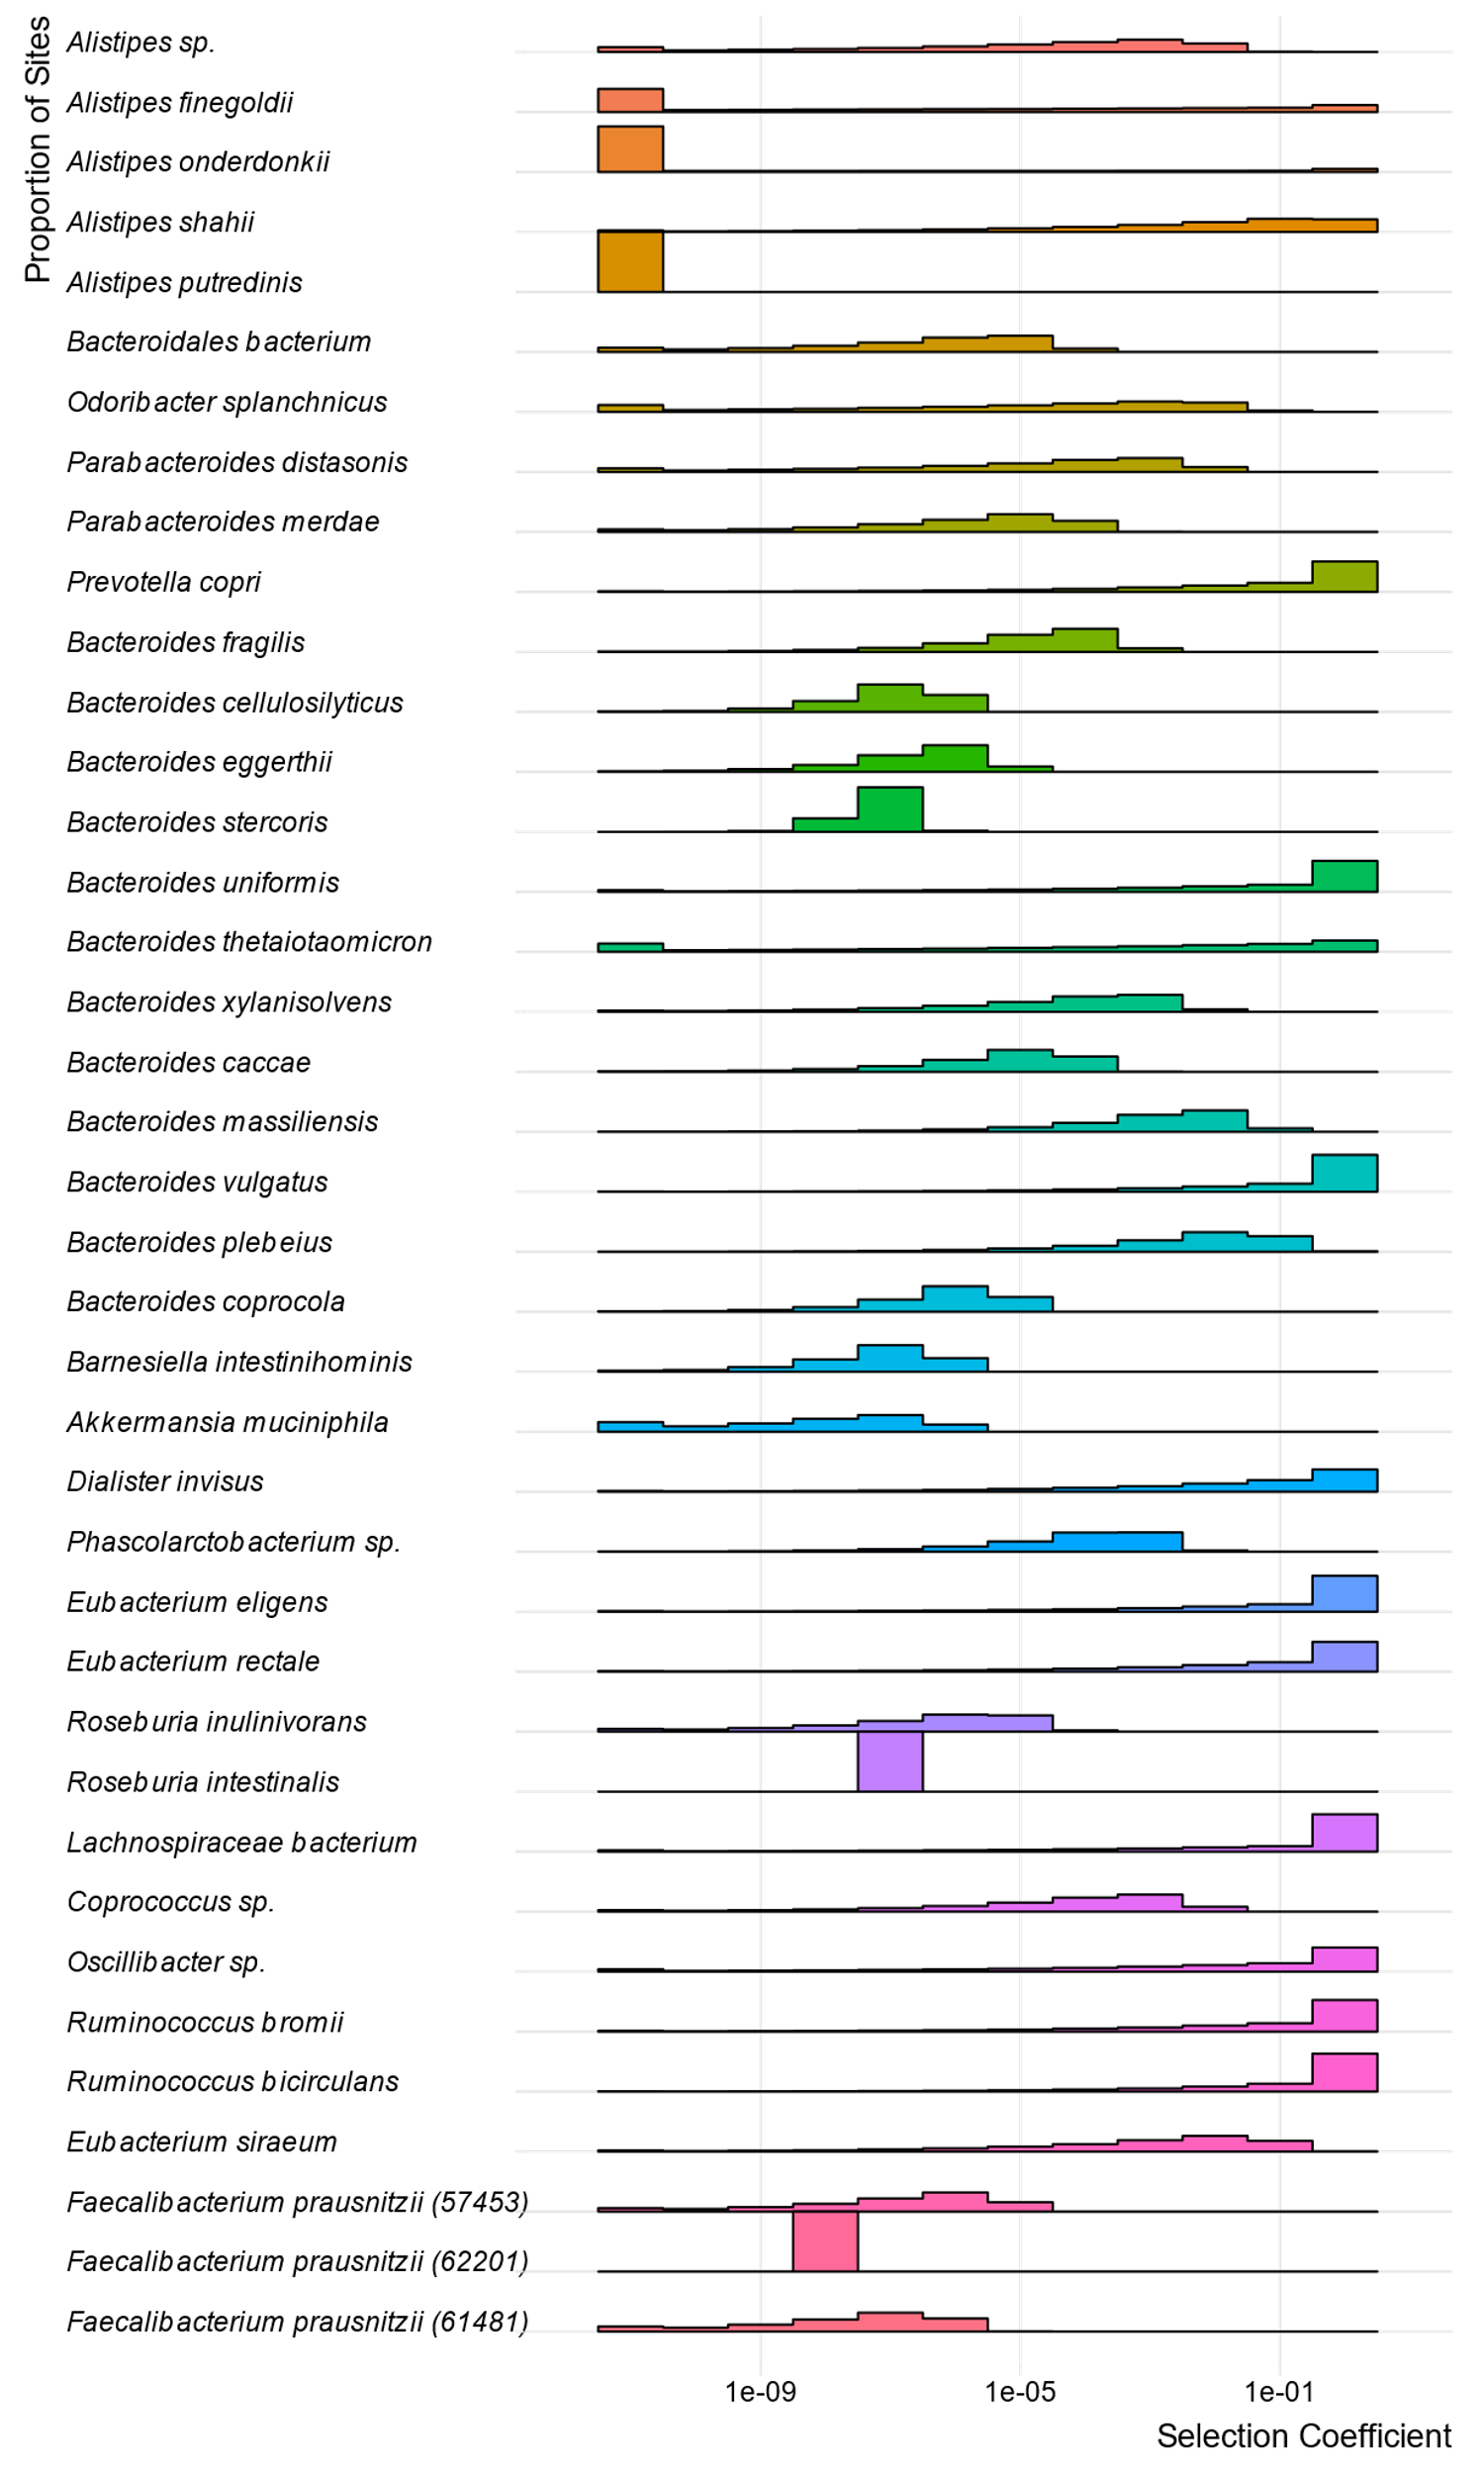 Proportion of Sites
Alistipes sp.
Alistipes finegoldii
Alistipes onderdonkii
Alistipes shahii
Alistipes putredinis
Bacteroidales bacterium
Odoribacter splanchnicus
Parabacteroides distasonis
Parabacteroides merdae
Prevotella copri
Bacteroides fragilis
Bacteroides cellulosilyticus
Bacteroides eggerthii
Bacteroides stercoris
Bacteroides uniformis
Bacteroides thetaiotaomicron
Bacteroides xylanisolvens
Bacteroides caccae
Bacteroides massiliensis
Bacteroides vulgatus
Bacteroides plebeius
Bacteroides coprocola
Barnesiella intestinihominis
Akkermansia muciniphila
Dialister invisus
Phascolarctobacterium sp.
Eubacterium eligens
Eubacterium rectale
Roseburia inulinivorans
Roseburia intestinalis
Lachnospiraceae bacterium
Coprococcus sp.
Oscillibacter sp.
Ruminococcus bromii
Ruminococcus bicirculans
Eubacterium siraeum
Faecalibacterium prausnitzii (57453)
Faecalibacterium prausnitzii (62201)
Faecalibacterium prausnitzii (61481)
1e-09 1e-05 1e-01
Selection Coefficient